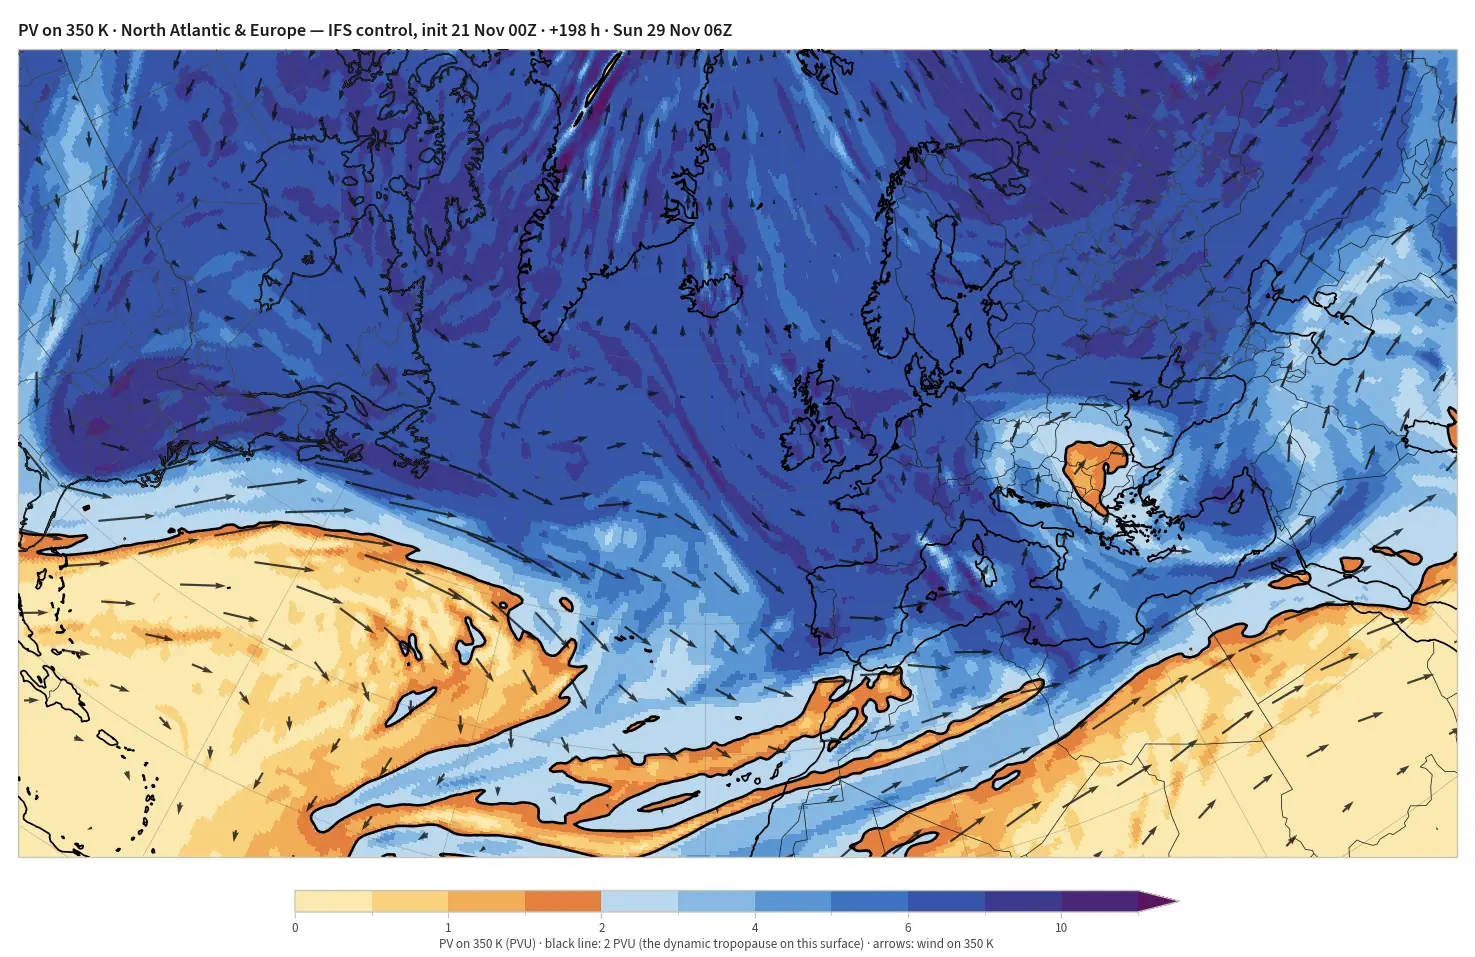 PV on 350 K · North Atlantic & Europe — IFS control, init 21 Nov 00Z · +198 h · Sun 29 Nov 06Z
0 1 2 4 6 10
PV on 350 K (PVU) · black line: 2 PVU (the dynamic tropopause on this surface) · arrows: wind on 350 K